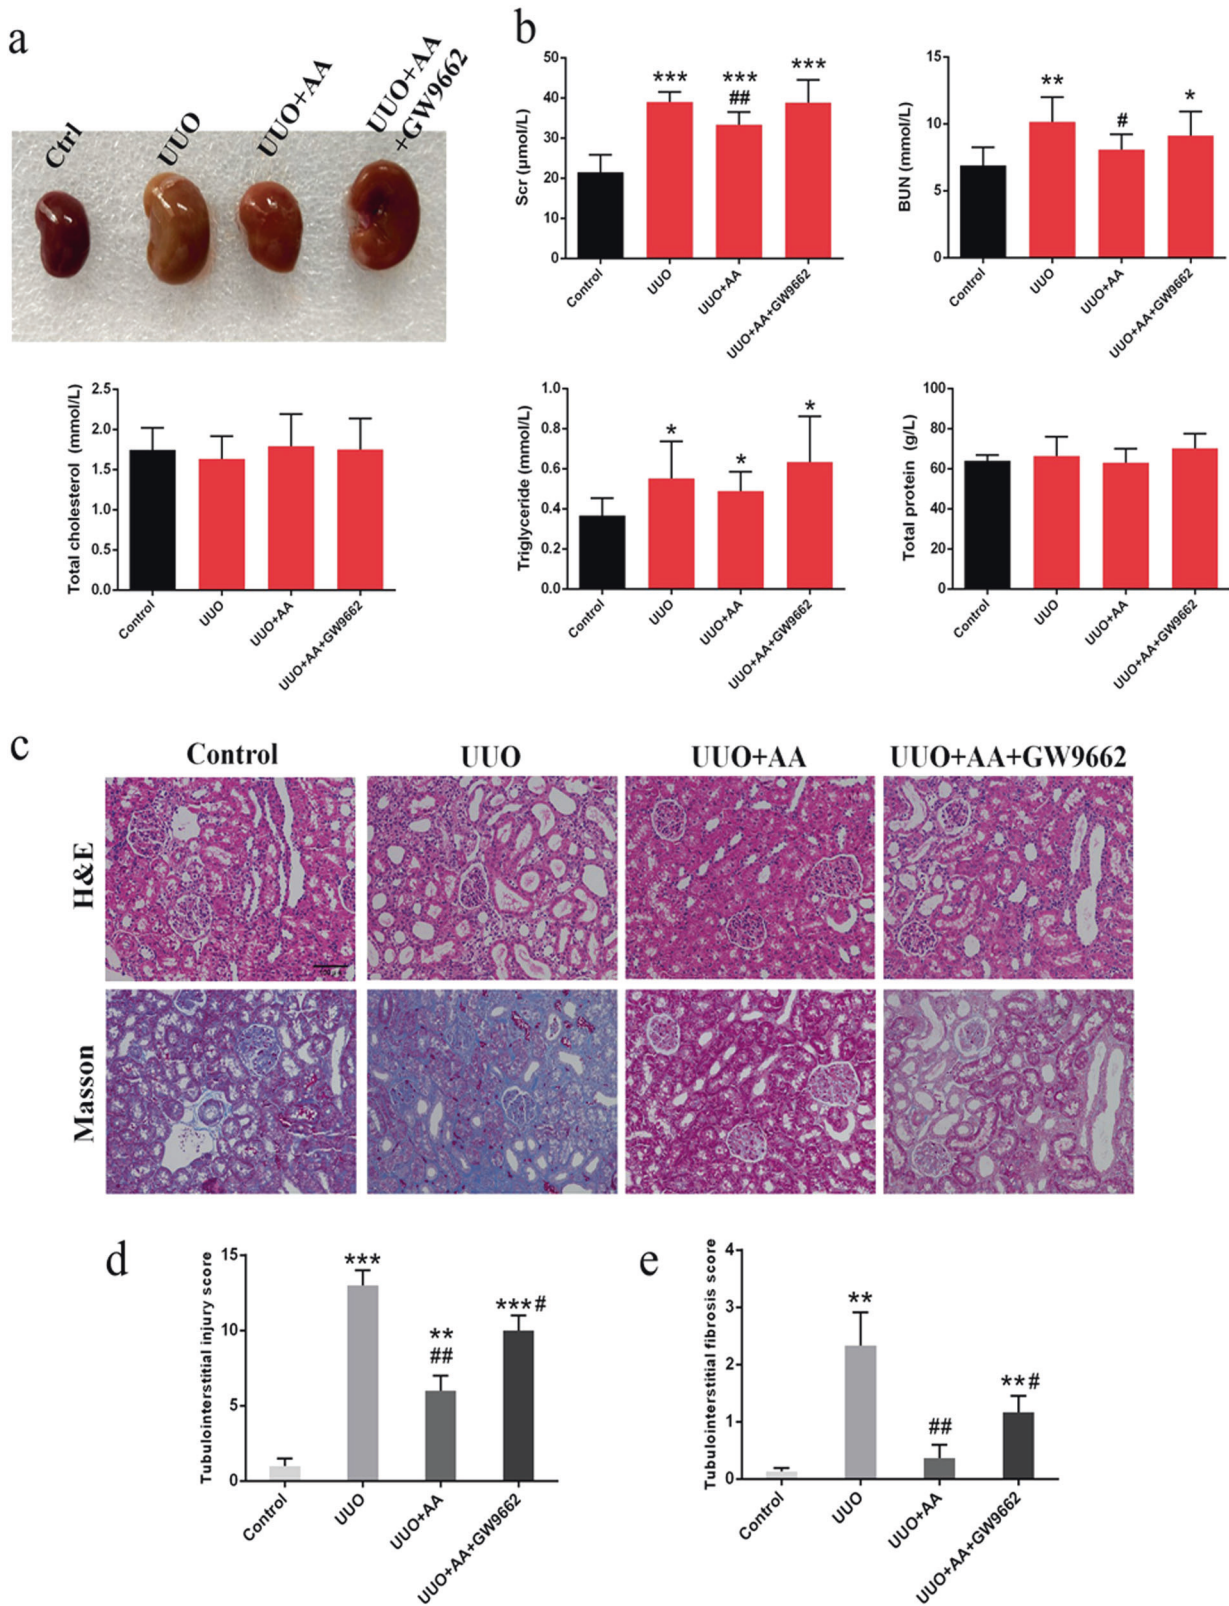 a
Ctrl
UUO
UUO+AA
UUO+AA
+GW9662
b
Scr (μmol/L)
50
40
30
20
10
0
***
***
##
***
Control
UUO
UUO+AA
UUO+AA+GW9662
BUN (mmol/L)
15
10
5
0
**
#
*
Control
UUO
UUO+AA
UUO+AA+GW9662
Total cholesterol (mmol/L)
2.5
2.0
1.5
1.0
0.5
0.0
Control
UUO
UUO+AA
UUO+AA+GW9662
Triglyceride (mmol/L)
1.0
0.8
0.6
0.4
0.2
0.0
*
*
*
Control
UUO
UUO+AA
UUO+AA+GW9662
Total protein (g/L)
100
80
60
40
20
0
Control
UUO
UUO+AA
UUO+AA+GW9662
c
Control
UUO
UUO+AA
UUO+AA+GW9662
H&E
Masson
d
Tubulointerstitial injury score
15
10
5
0
***
**
##
***#
Control
UUO
UUO+AA
UUO+AA+GW9662
e
Tubulointerstitial fibrosis score
4
3
2
1
0
**
##
**#
Control
UUO
UUO+AA
UUO+AA+GW9662